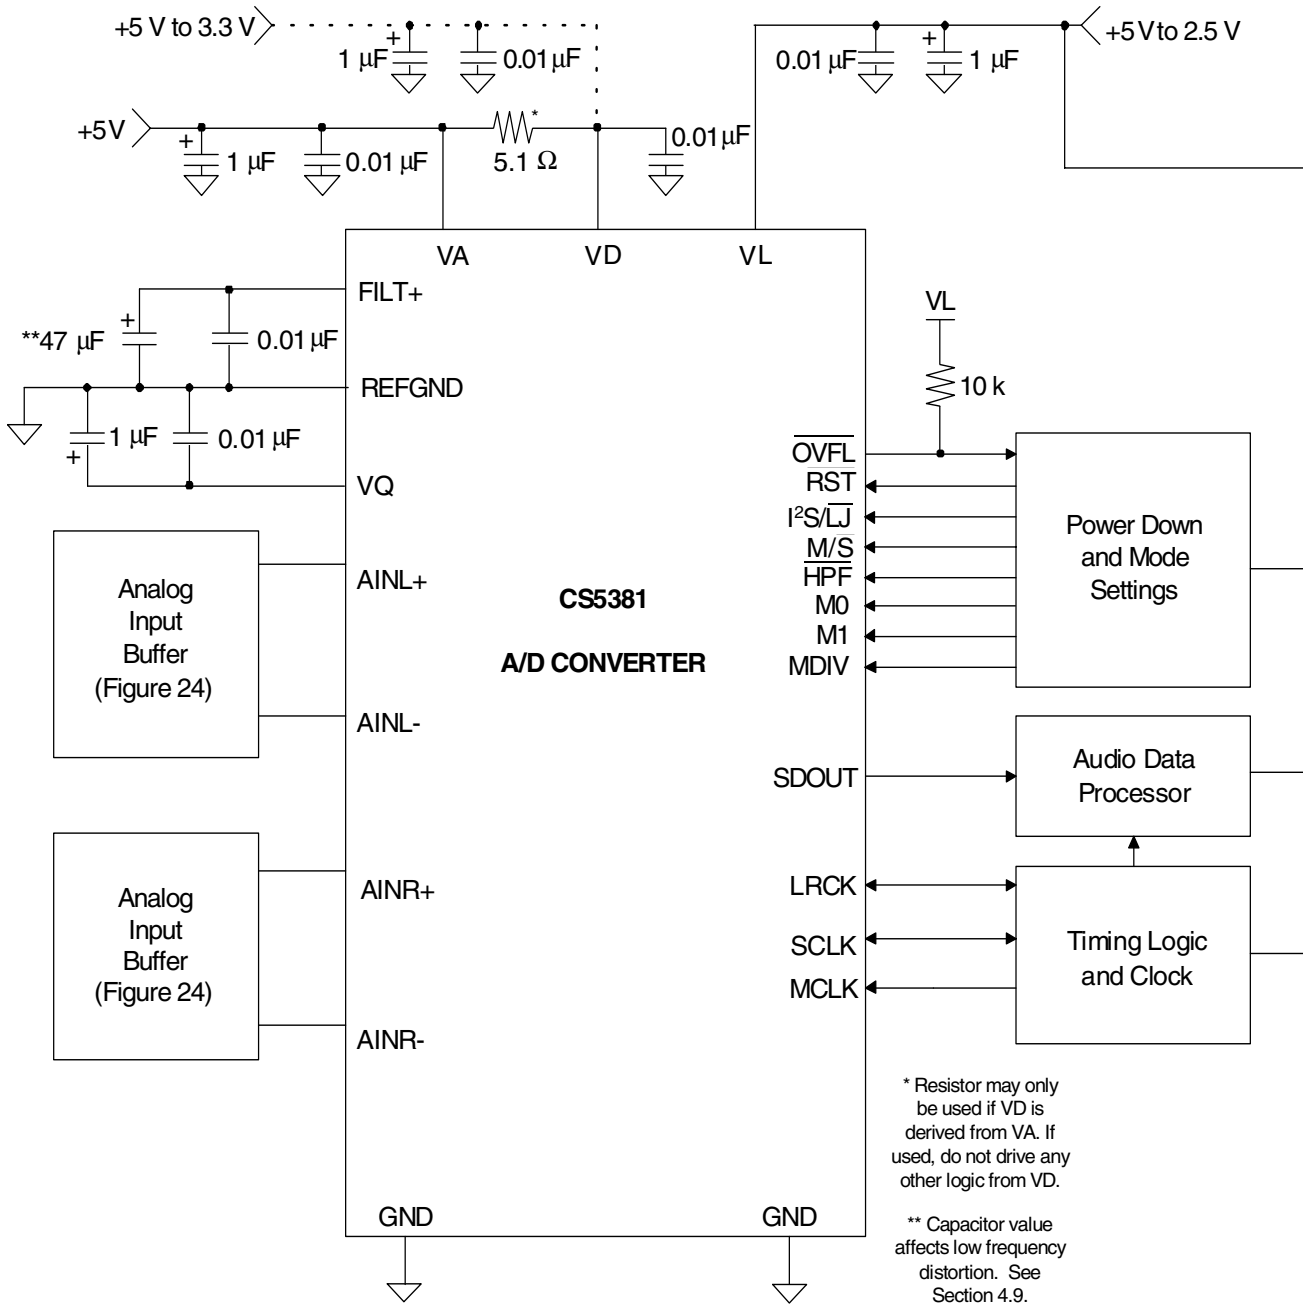 +5 V to 3.3 V
+
1 µF
0.01 µF
0.01 µF
+
1 µF
+5 V to 2.5 V
+5 V
+
1 µF
0.01 µF
*
5.1 Ω
0.01 µF
VA
VD
VL
FILT+
**47 µF
+
0.01 µF
REFGND
1 µF
+
0.01 µF
VQ
VL
10 k
OVFL
RST
I²S/LJ
M/S
HPF
M0
M1
MDIV
Power Down
and Mode
Settings
Analog
Input
Buffer
(Figure 24)
AINL+
AINL-
CS5381
A/D CONVERTER
SDOUT
Audio Data
Processor
Analog
Input
Buffer
(Figure 24)
AINR+
AINR-
LRCK
SCLK
MCLK
Timing Logic
and Clock
* Resistor may only
be used if VD is
derived from VA. If
used, do not drive any
other logic from VD.
** Capacitor value
affects low frequency
distortion. See
Section 4.9.
GND
GND